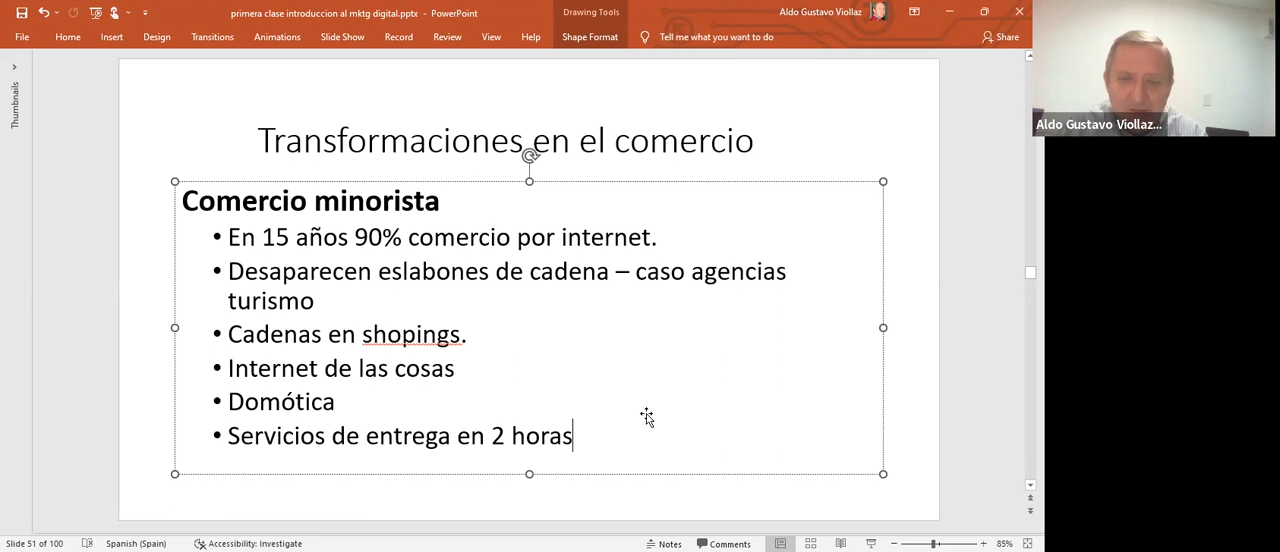 primera clase introduccion al mktg digital.pptx - PowerPoint
Drawing Tools
Aldo Gustavo Viollaz
File Home Insert Design Transitions Animations Slide Show Record Review View Help Shape Format Tell me what you want to do Share
Thumbnails
Transformaciones en el comercio
Comercio minorista
• En 15 años 90% comercio por internet.
• Desaparecen eslabones de cadena – caso agencias
turismo
• Cadenas en shopings.
• Internet de las cosas
• Domótica
• Servicios de entrega en 2 horas
Aldo Gustavo Viollaz...
Slide 51 of 100 Spanish (Spain) Accessibility: Investigate Notes Comments 85%